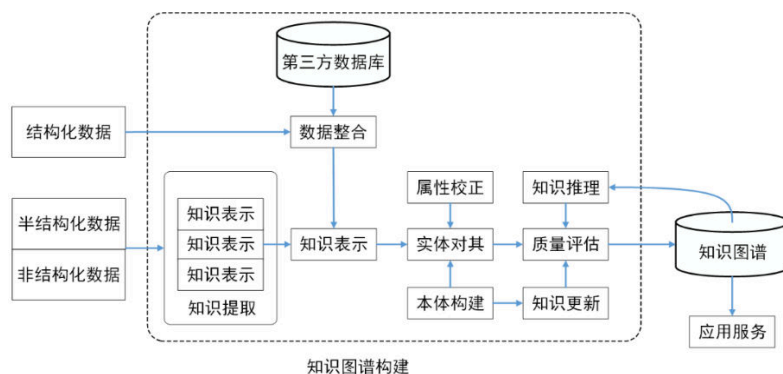 第三方数据库
结构化数据
数据整合
属性校正
知识推理
半结构化数据
非结构化数据
知识表示
知识表示
知识表示
知识提取
知识表示
实体对其
质量评估
知识图谱
本体构建
知识更新
应用服务
知识图谱构建